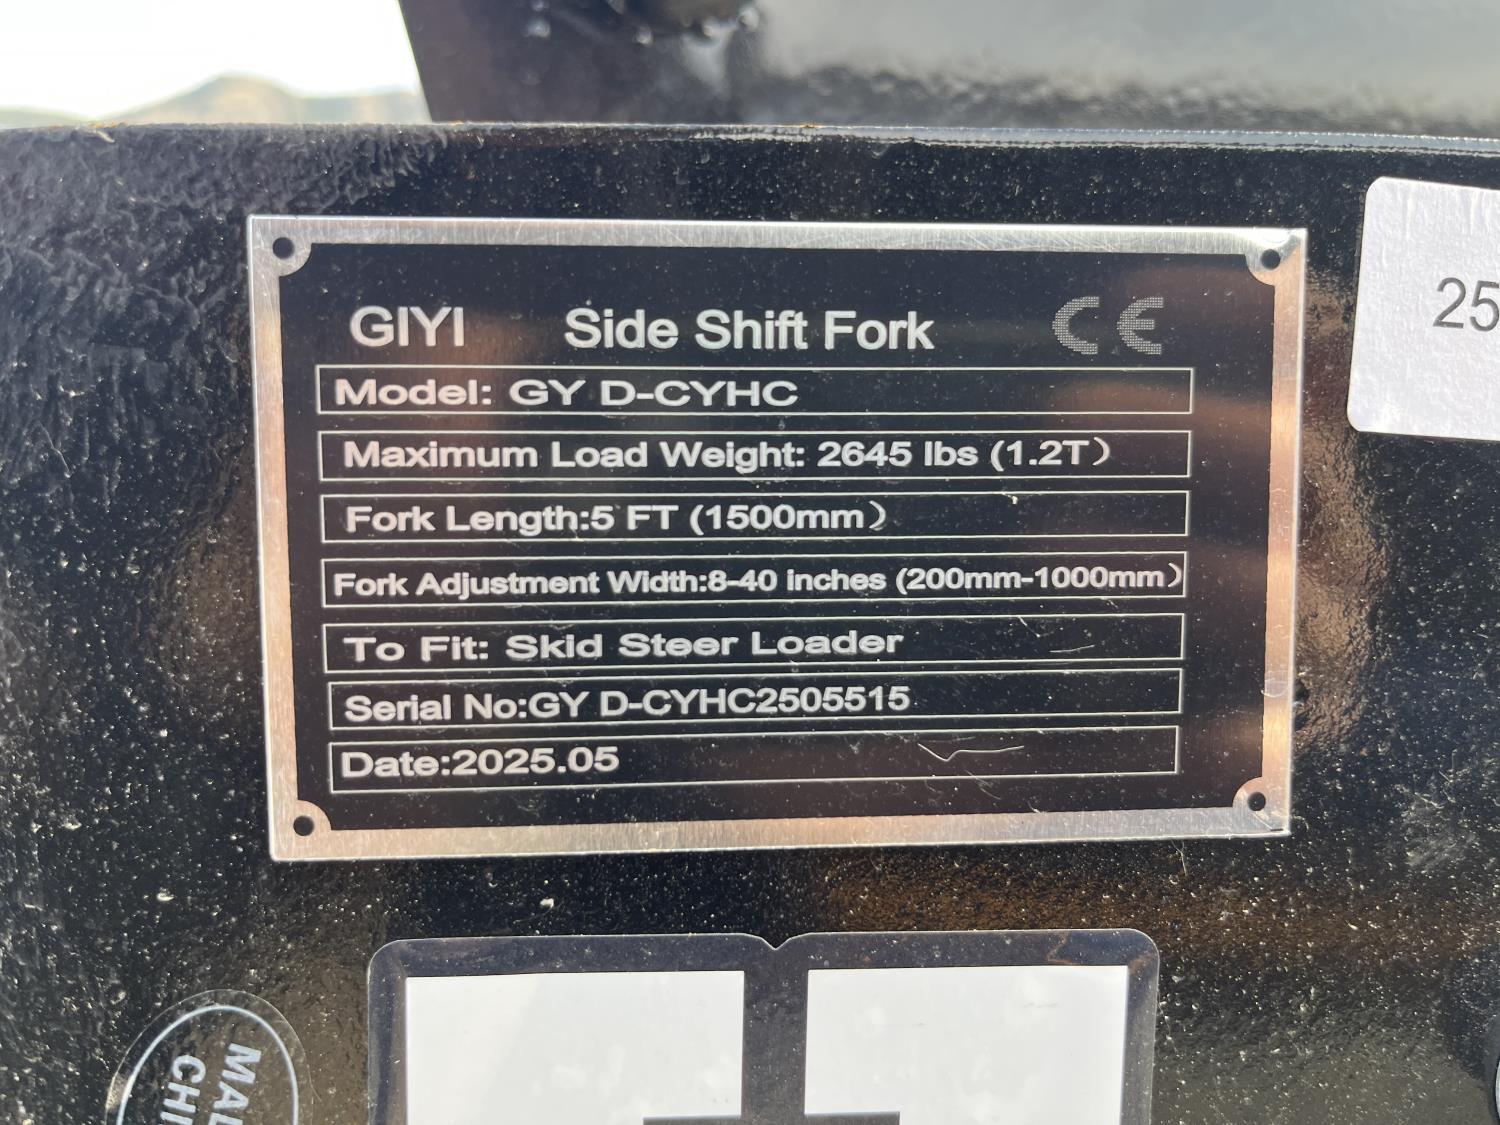 GIYI Side Shift Fork CE
Model: GY D-CYHC
Maximum Load Weight: 2645 lbs (1.2T）
Fork Length:5 FT (1500mm）
Fork Adjustment Width:8-40 inches (200mm-1000mm）
To Fit: Skid Steer Loader
Serial No:GY D-CYHC2505515
Date:2025.05
25